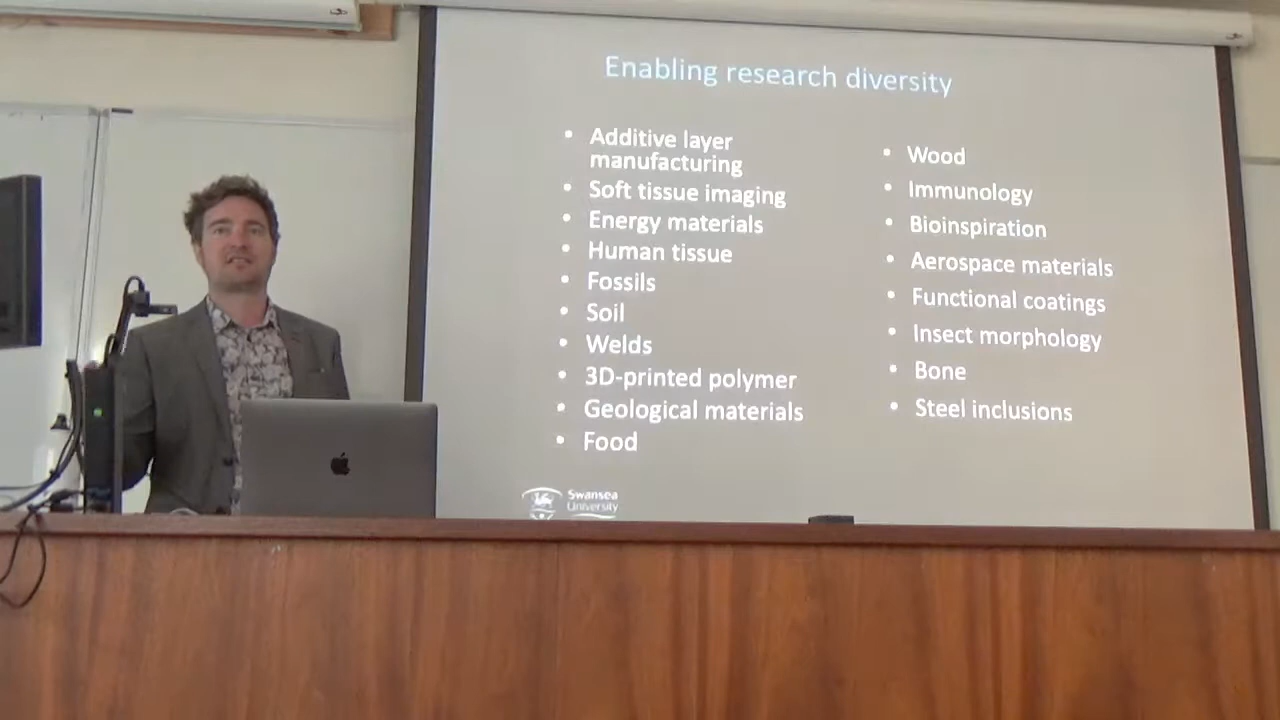 Enabling research diversity
• Additive layer
manufacturing
• Soft tissue imaging
• Energy materials
• Human tissue
• Fossils
• Soil
• Welds
• 3D-printed polymer
• Geological materials
• Food
• Wood
• Immunology
• Bioinspiration
• Aerospace materials
• Functional coatings
• Insect morphology
• Bone
• Steel inclusions
Swansea
University